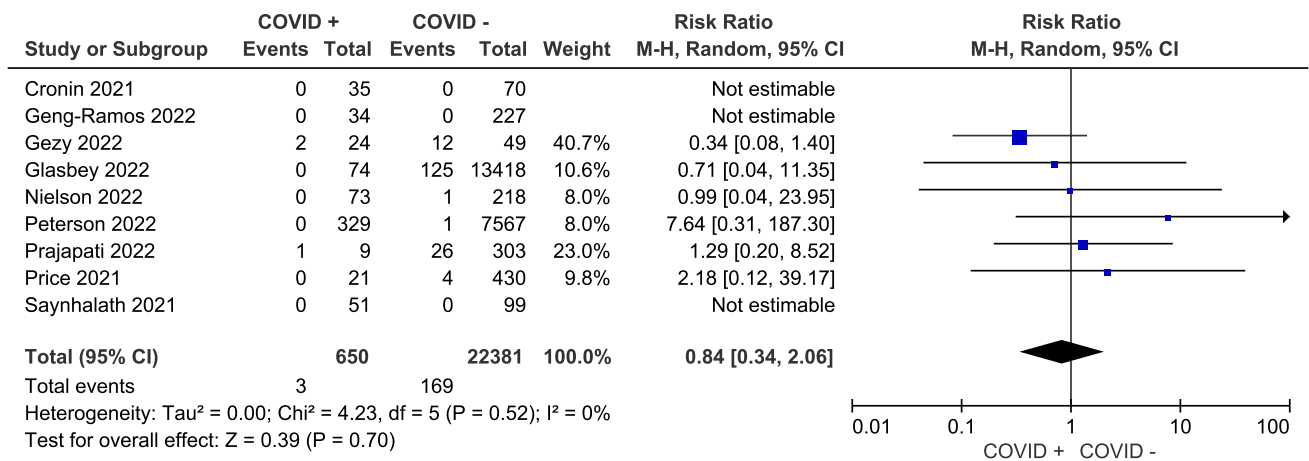 COVID + COVID - Risk Ratio Risk Ratio
Study or Subgroup Events Total Events Total Weight M-H, Random, 95% CI M-H, Random, 95% CI
Cronin 2021 0 35 0 70 Not estimable
Geng-Ramos 2022 0 34 0 227 Not estimable
Gezy 2022 2 24 12 49 40.7% 0.34 [0.08, 1.40]
Glasbey 2022 0 74 125 13418 10.6% 0.71 [0.04, 11.35]
Nielson 2022 0 73 1 218 8.0% 0.99 [0.04, 23.95]
Peterson 2022 0 329 1 7567 8.0% 7.64 [0.31, 187.30]
Prajapati 2022 1 9 26 303 23.0% 1.29 [0.20, 8.52]
Price 2021 0 21 4 430 9.8% 2.18 [0.12, 39.17]
Saynhalath 2021 0 51 0 99 Not estimable
Total (95% CI) 650 22381 100.0% 0.84 [0.34, 2.06]
Total events 3 169
Heterogeneity: Tau² = 0.00; Chi² = 4.23, df = 5 (P = 0.52); I² = 0%
Test for overall effect: Z = 0.39 (P = 0.70)
0.01 0.1 1 10 100
COVID + COVID -